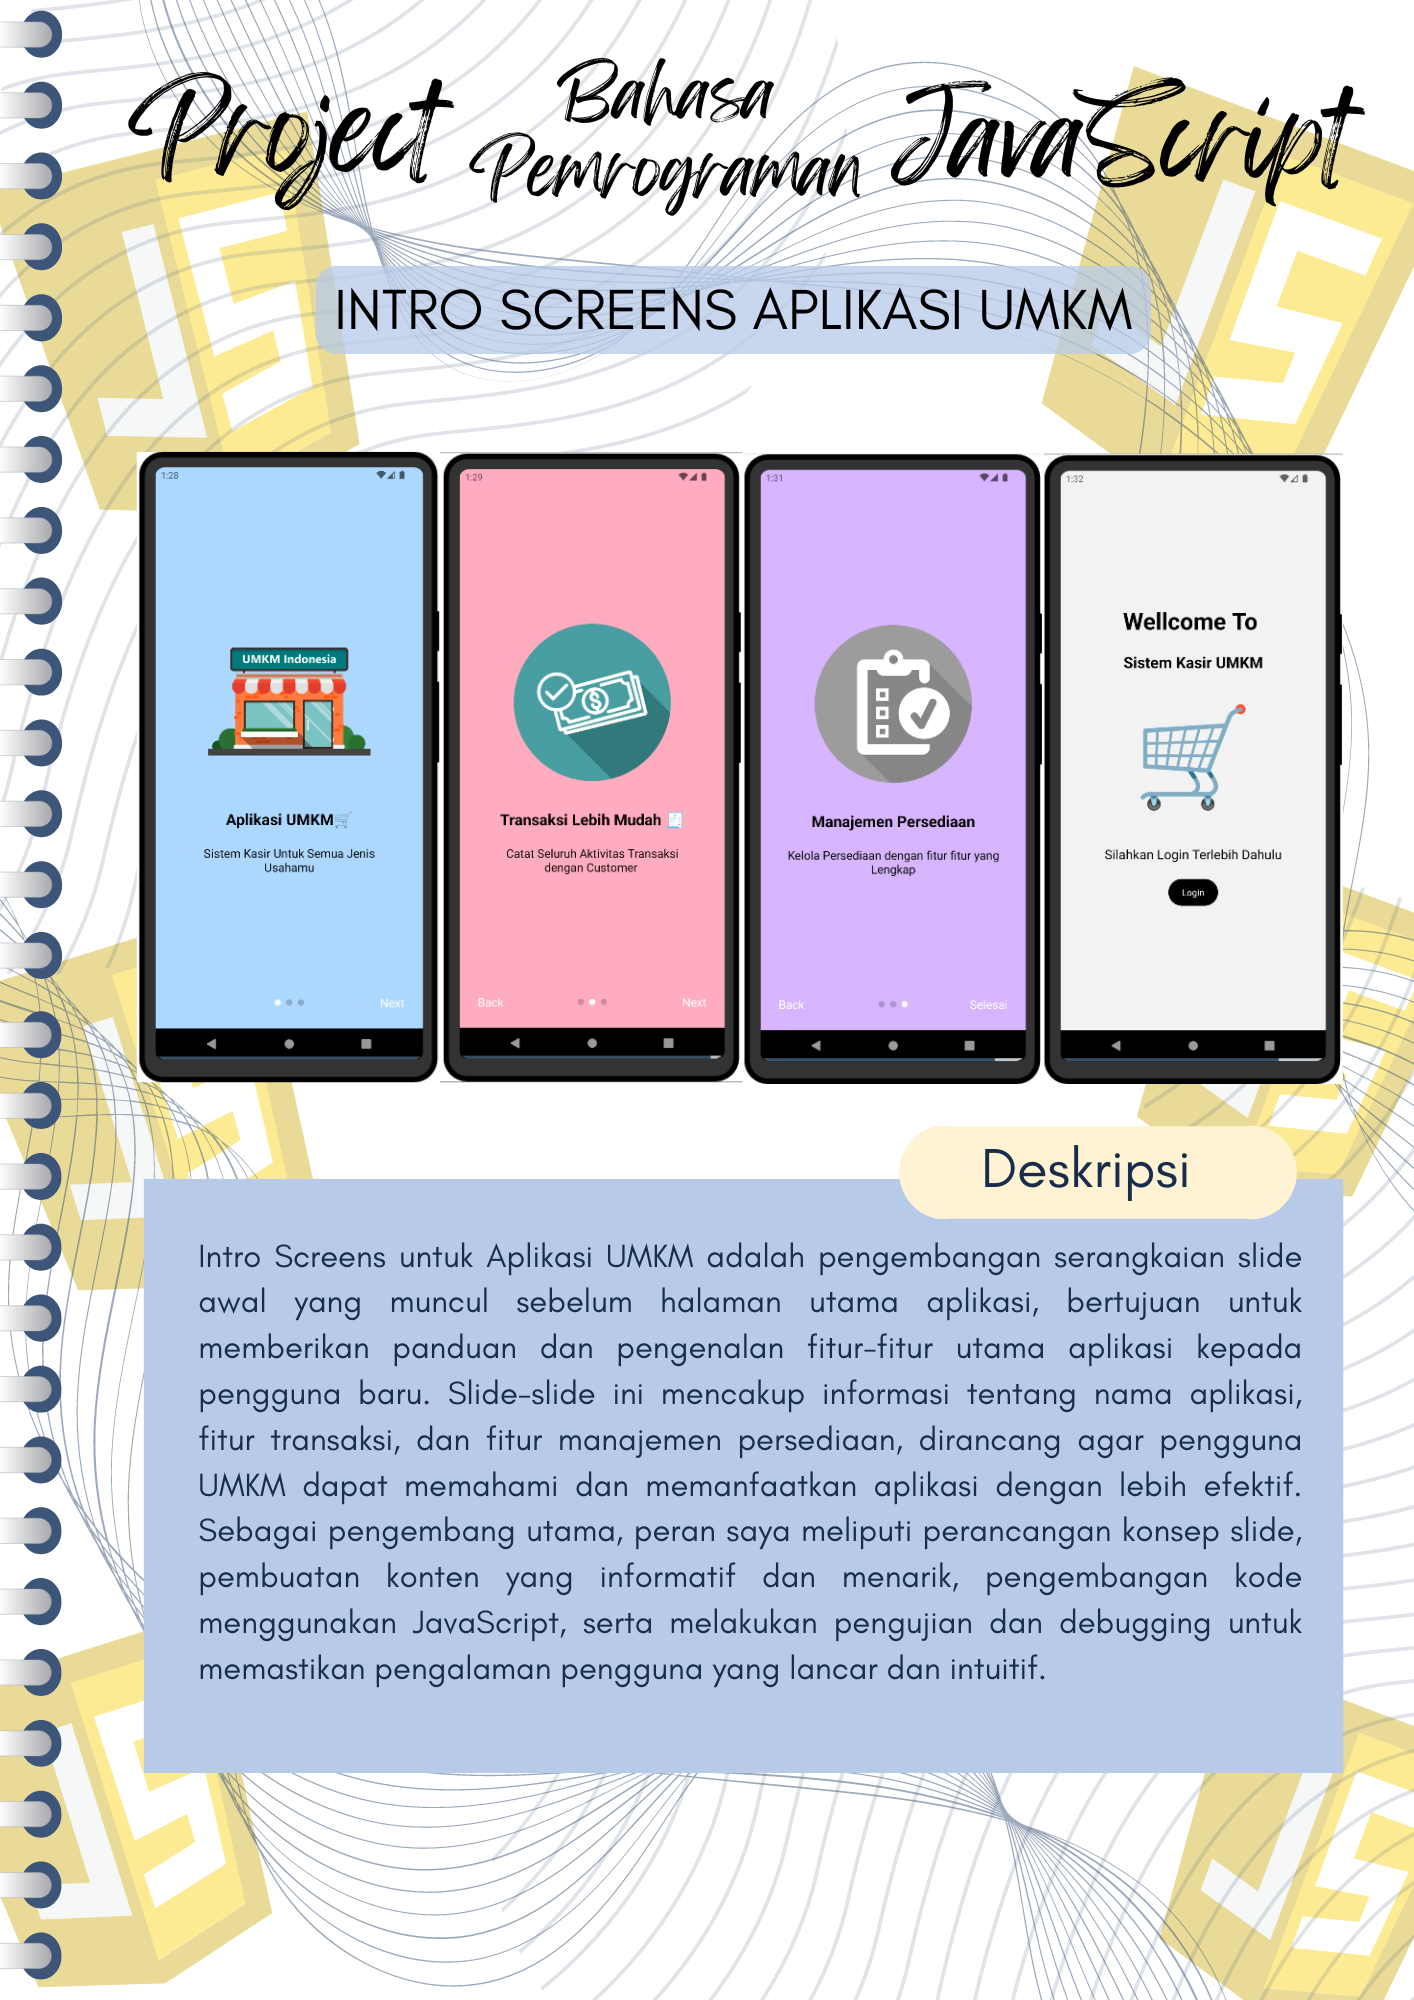 Project Bahasa Pemrograman JavaScript
INTRO SCREENS APLIKASI UMKM
1:28
UMKM Indonesia
Aplikasi UMKM🛒
Sistem Kasir Untuk Semua Jenis
Usahamu
Next
1:29
Transaksi Lebih Mudah 🧾
Catat Seluruh Aktivitas Transaksi
dengan Customer
Back
Next
1:31
Manajemen Persediaan
Kelola Persediaan dengan fitur fitur yang
Lengkap
Back
Selesai
1:32
Wellcome To
Sistem Kasir UMKM
Silahkan Login Terlebih Dahulu
Login
Deskripsi
Intro Screens untuk Aplikasi UMKM adalah pengembangan serangkaian slide
awal yang muncul sebelum halaman utama aplikasi, bertujuan untuk
memberikan panduan dan pengenalan fitur-fitur utama aplikasi kepada
pengguna baru. Slide-slide ini mencakup informasi tentang nama aplikasi,
fitur transaksi, dan fitur manajemen persediaan, dirancang agar pengguna
UMKM dapat memahami dan memanfaatkan aplikasi dengan lebih efektif.
Sebagai pengembang utama, peran saya meliputi perancangan konsep slide,
pembuatan konten yang informatif dan menarik, pengembangan kode
menggunakan JavaScript, serta melakukan pengujian dan debugging untuk
memastikan pengalaman pengguna yang lancar dan intuitif.
JS
JS
JS
JS
JS
JS